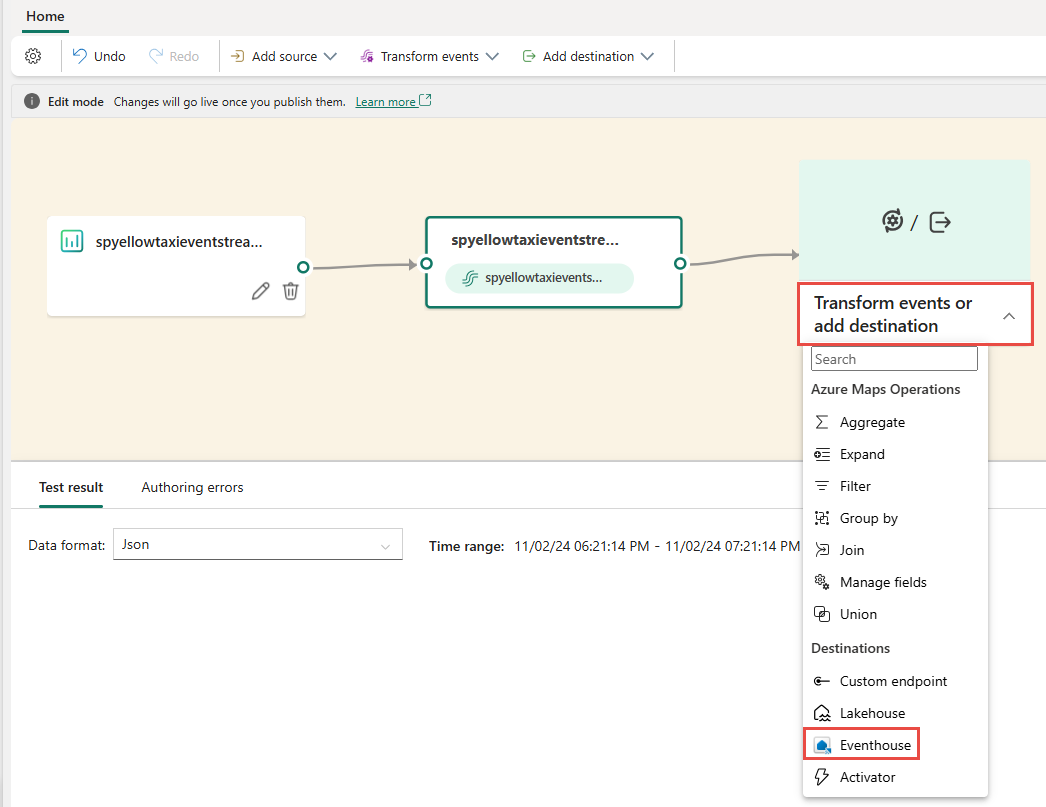 Home
Undo
Redo
Add source
Transform events
Add destination
Edit mode Changes will go live once you publish them. Learn more
spyellowtaxieventstrea...
spyellowtaxieventstre...
spyellowtaxievents...
/
Transform events or
add destination
Search
Azure Maps Operations
Aggregate
Expand
Filter
Group by
Join
Manage fields
Union
Destinations
Custom endpoint
Lakehouse
Eventhouse
Activator
Test result
Authoring errors
Data format: Json
Time range: 11/02/24 06:21:14 PM - 11/02/24 07:21:14 PM